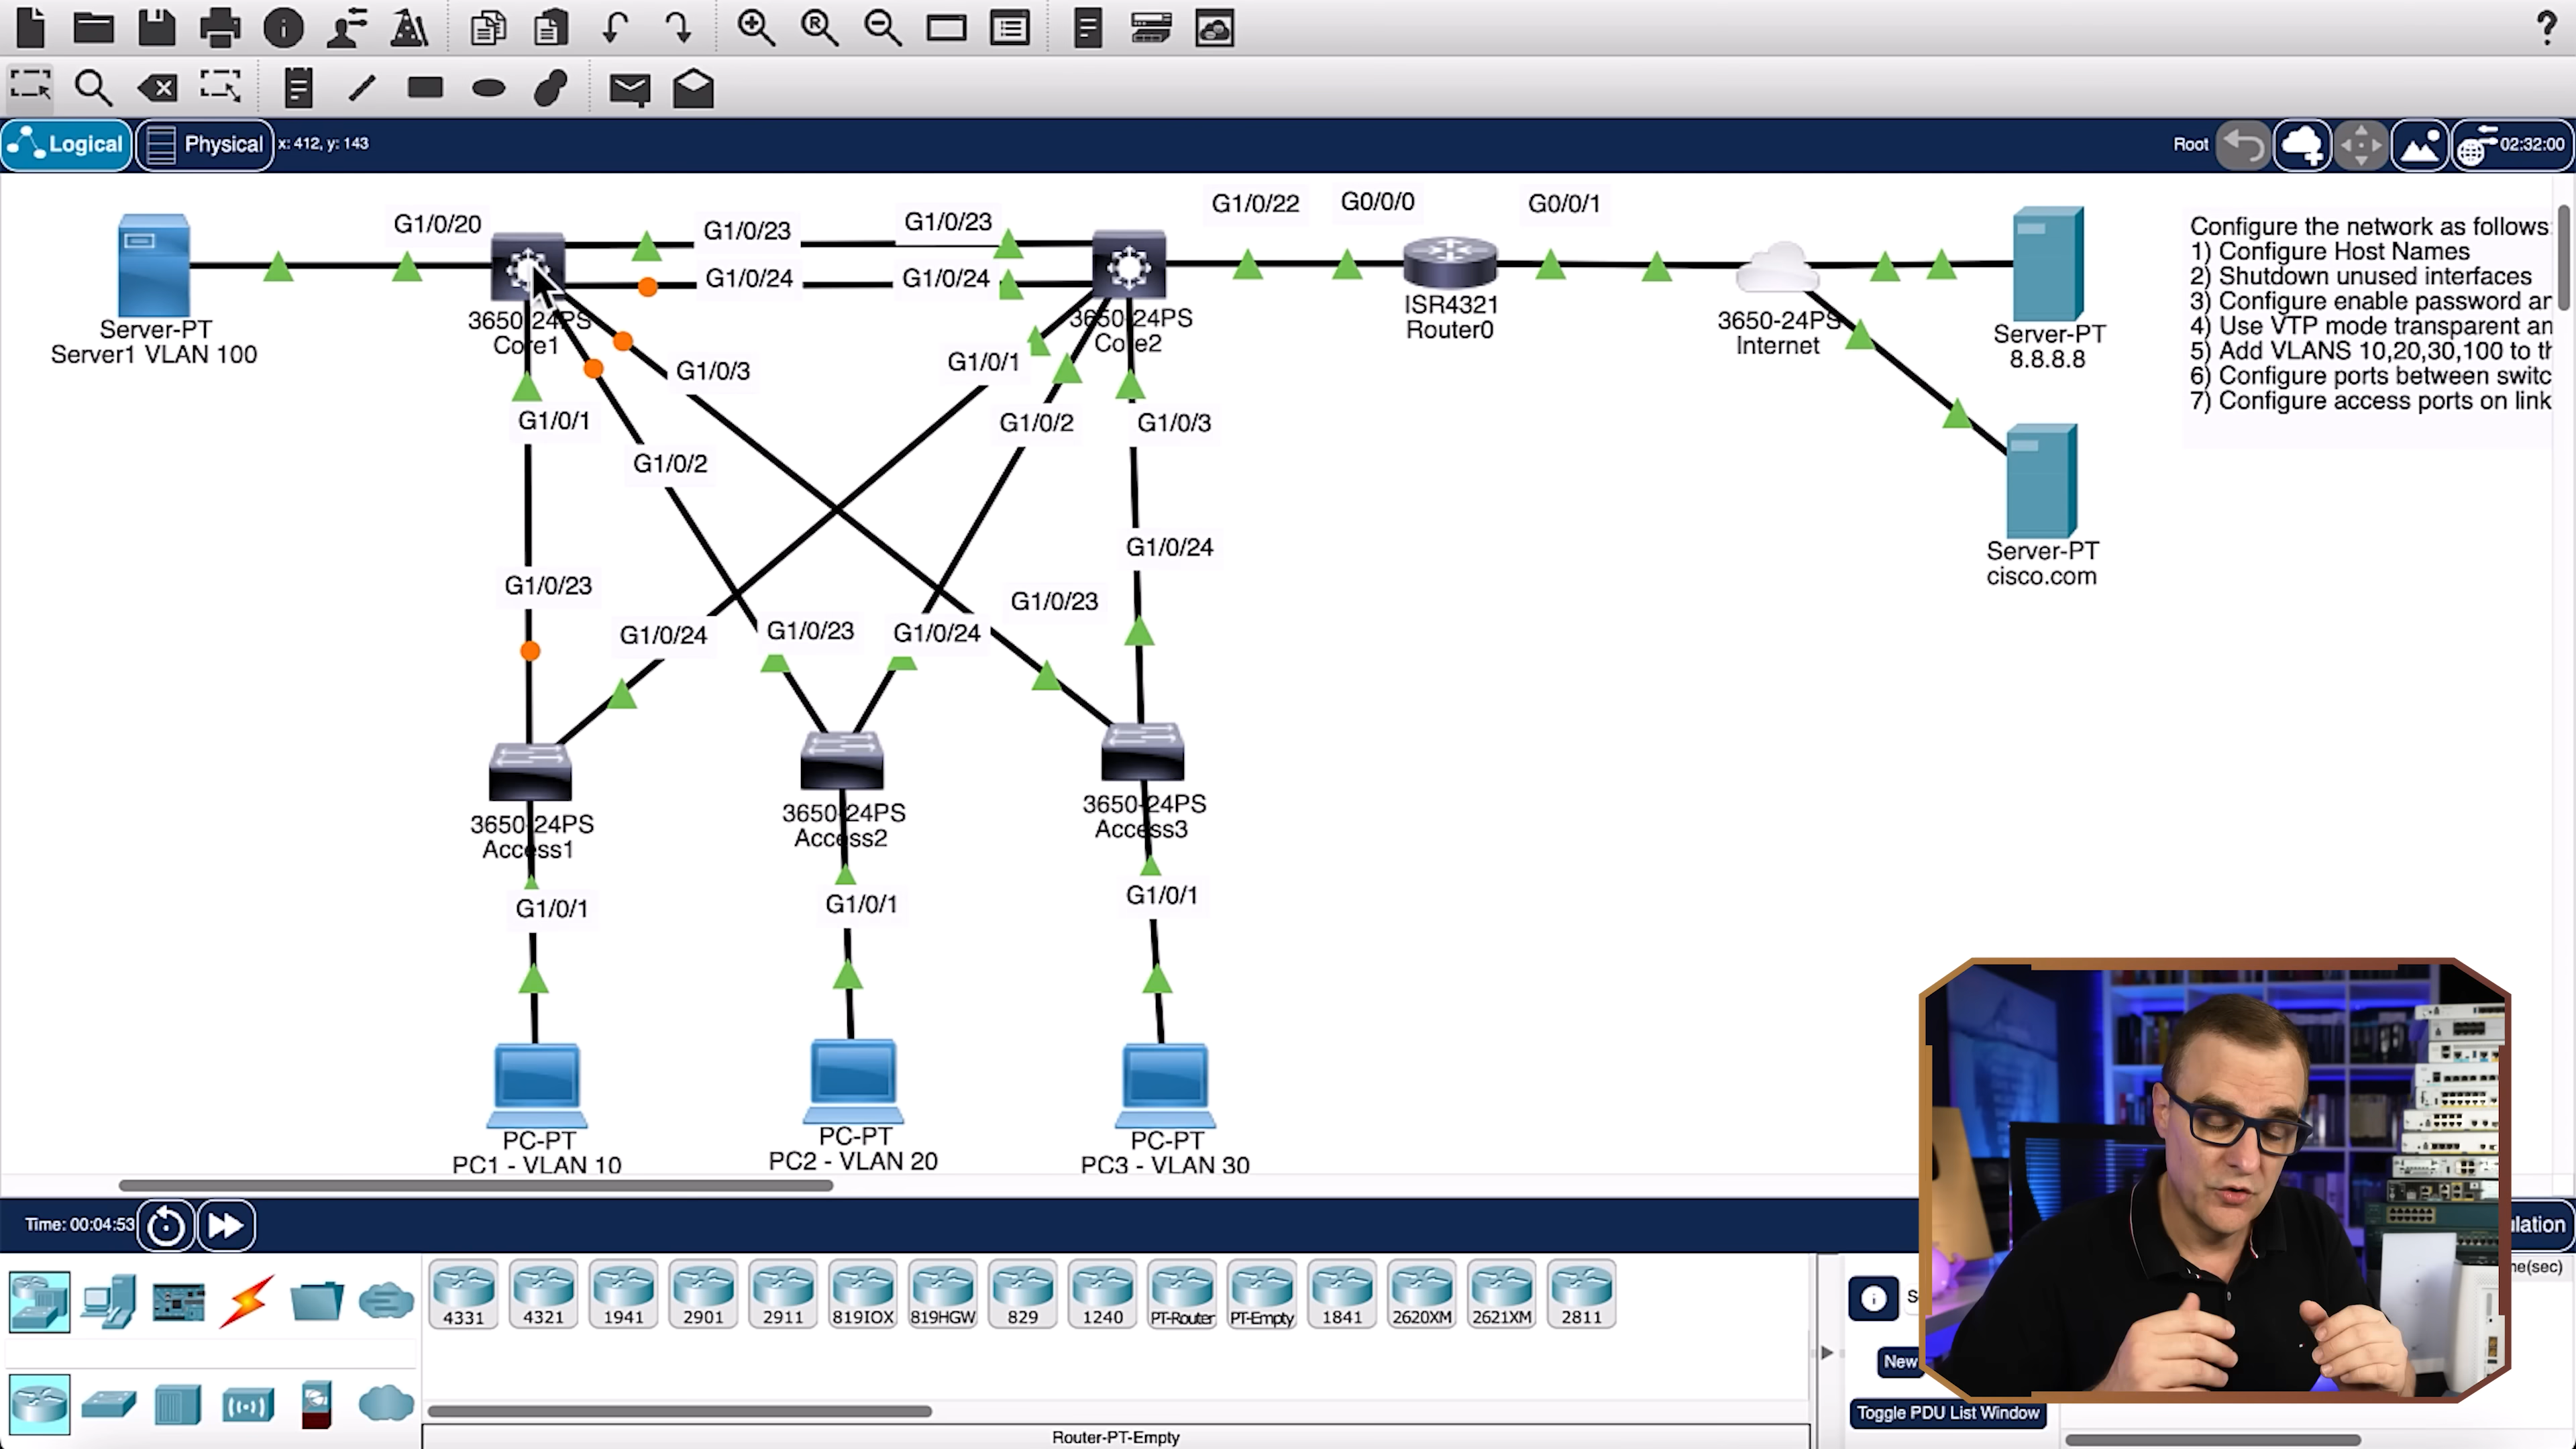 Logical
Physical
x: 412, y: 143
Root
02:32:00
G1/0/20
G1/0/23
G1/0/23
G1/0/22
G0/0/0
G0/0/1
G1/0/24
G1/0/24
Server-PT
Server1 VLAN 100
3650-24PS
Core1
3650-24PS
Core2
ISR4321
Router0
3650-24PS
Internet
Server-PT
8.8.8.8
Configure the network as follows:
1) Configure Host Names
2) Shutdown unused interfaces
3) Configure enable password an
4) Use VTP mode transparent an
5) Add VLANS 10,20,30,100 to th
6) Configure ports between switc
7) Configure access ports on link
G1/0/3
G1/0/1
G1/0/1
G1/0/2
G1/0/2
G1/0/3
G1/0/24
Server-PT
cisco.com
G1/0/23
G1/0/23
G1/0/24
G1/0/23
G1/0/24
3650-24PS
Access1
3650-24PS
Access2
3650-24PS
Access3
G1/0/1
G1/0/1
G1/0/1
PC-PT
PC1 - VLAN 10
PC-PT
PC2 - VLAN 20
PC-PT
PC3 - VLAN 30
Time: 00:04:53
ulation
4331
4321
1941
2901
2911
819IOX
819HGW
829
1240
PT-Router
PT-Empty
1841
2620XM
2621XM
2811
S
ne(sec)
New
Toggle PDU List Window
Router-PT-Empty